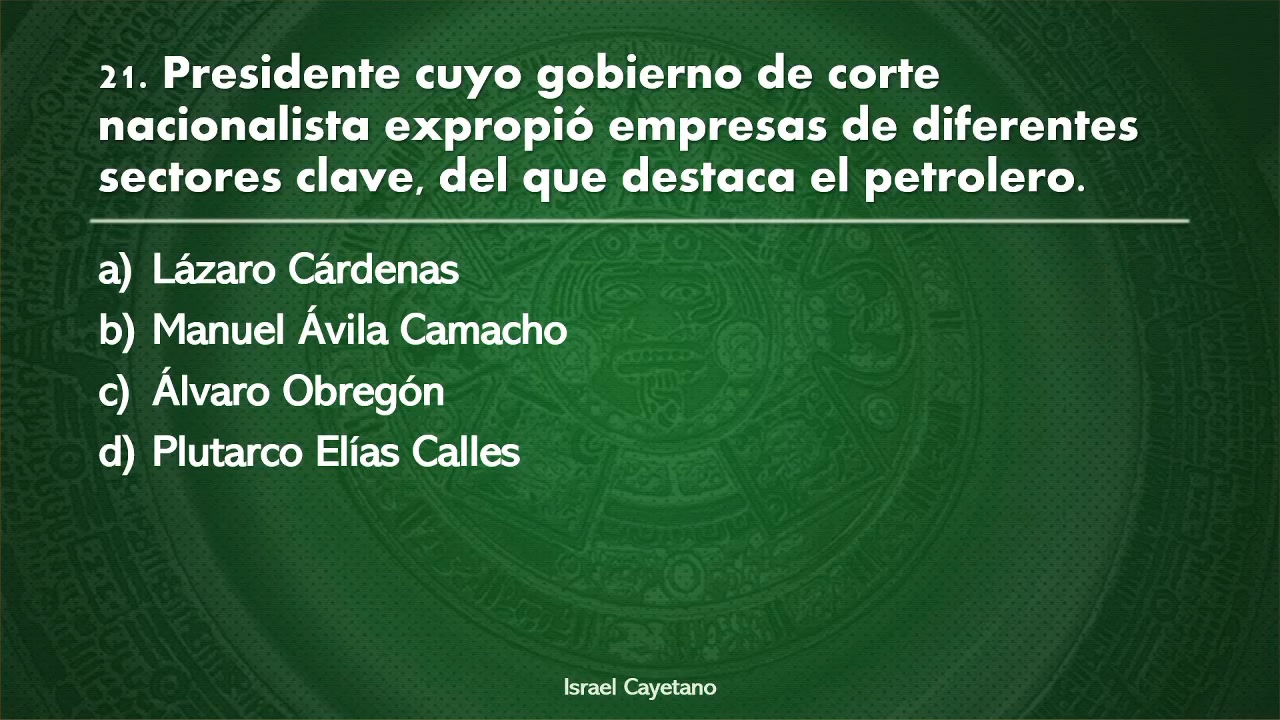 21. Presidente cuyo gobierno de corte
nacionalista expropió empresas de diferentes
sectores clave, del que destaca el petrolero.
a) Lázaro Cárdenas
b) Manuel Ávila Camacho
c) Álvaro Obregón
d) Plutarco Elías Calles
Israel Cayetano